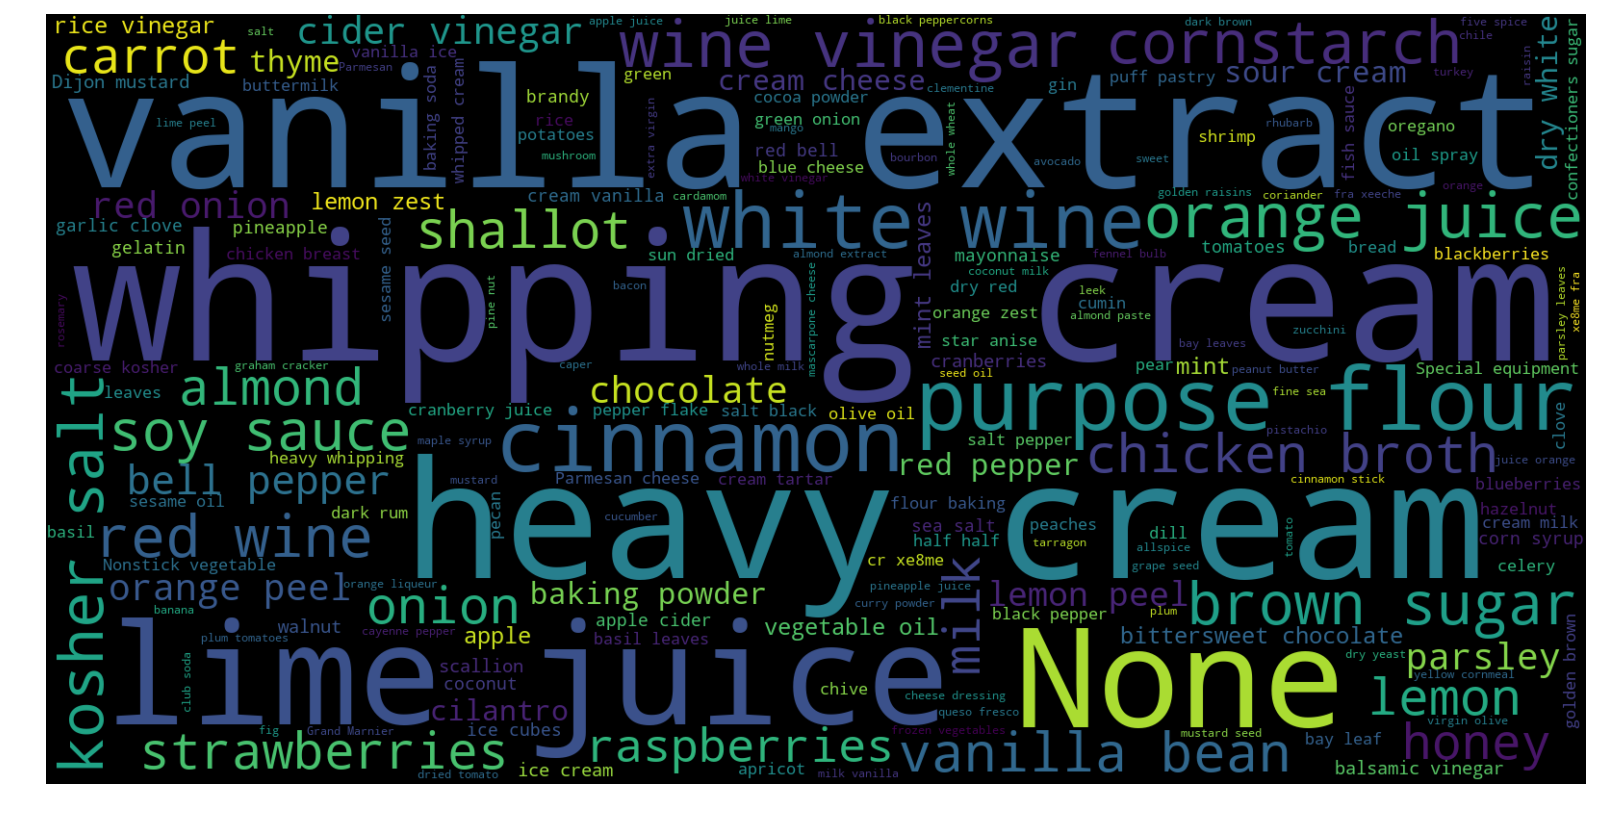 rice vinegar
salt
cider vinegar
apple juice
juice lime
black peppercorns
dark brown
five spice
chile
carrot
thyme
vanilla ice
Parmesan
wine vinegar
cornstarch
dry white
raisin
confectioners sugar
Dijon mustard
buttermilk
baking soda
whipped cream
green
cream cheese
clementine
gin
puff pastry
sour cream
turkey
vanilla extract
lime peel
brandy
rice
potatoes
mushroom
extra virgin
cocoa powder
green onion
mango
red bell
blue cheese
bourbon
whole wheat
avocado
sweet
rhubarb
shrimp
fish sauce
oregano
oil spray
white vinegar
red onion
lemon zest
cream vanilla
cardamom
white wine
golden raisins
coriander
fra xeeche
orange
orange juice
garlic clove
pineapple
gelatin
chicken breast
sesame seed
shallot
sun dried
almond extract
mint leaves
mayonnaise
coconut milk
fennel bulb
tomatoes
bread
blackberries
whipping cream
rosemary
pine nut
bacon
mascarpone cheese
nutmeg
dry red
leek
cumin
orange zest
almond paste
star anise
zucchini
bay leaves
parsley leaves
xe8me fra
coarse kosher
graham cracker
caper
whole milk
cranberries
seed oil
pear
mint
peanut butter
Special equipment
kosher salt
leaves
almond
chocolate
purpose flour
fine sea
clove
cranberry juice
pepper flake
salt black
olive oil
soy sauce
maple syrup
cinnamon
salt pepper
pistachio
heavy whipping
red pepper
chicken broth
juice orange
bell pepper
sesame oil
mustard
Parmesan cheese
cream tartar
cinnamon stick
blueberries
heavy cream
dark rum
pecan
cucumber
flour baking
sea salt
half half
peaches
tarragon
dill
allspice
tomato
hazelnut
cream milk
corn syrup
basil
red wine
Nonstick vegetable
cr xe8me
grape seed
celery
orange peel
orange liqueur
banana
onion
baking powder
pineapple juice
curry powder
milk
lemon peel
black pepper
plum
brown sugar
golden brown
walnut
plum tomatoes
cayenne pepper
apple
apple cider
basil leaves
vegetable oil
None
bittersweet chocolate
dry yeast
parsley
yellow cornmeal
lime juice
club soda
scallion
coconut
chive
cheese dressing
queso fresco
lemon
virgin olive
cilantro
fig
Grand Marnier
ice cubes
frozen vegetables
mustard seed
bay leaf
honey
strawberries
dried tomato
ice cream
raspberries
apricot
milk vanilla
vanilla bean
balsamic vinegar